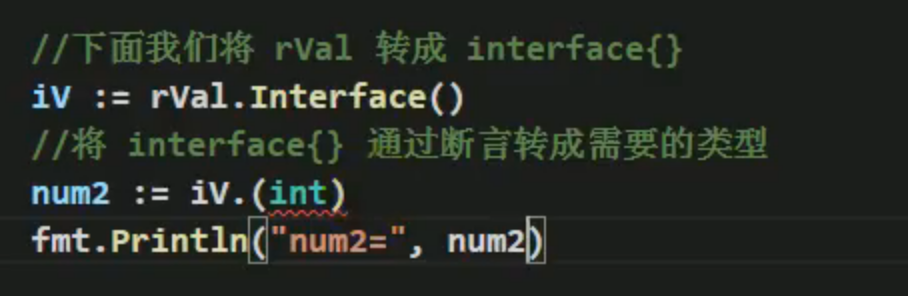 //下面我们将 rVal 转成 interface{}
iV := rVal.Interface()
//将 interface{} 通过断言转成需要的类型
num2 := iV.(int)
fmt.Println("num2=", num2)